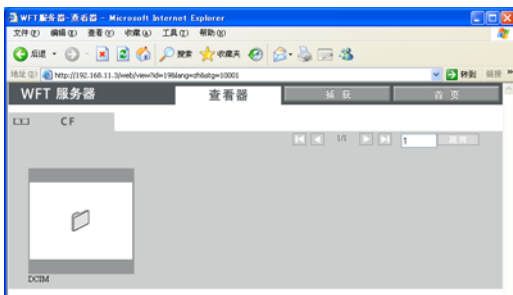 WFT 服务器-查看器 - Microsoft Internet Explorer
文件(F) 编辑(E) 查看(V) 收藏(A) 工具(T) 帮助(H)
后退 搜索 收藏夹
地址(D) http://192.168.11.3/web/view?id=19&lang=zh&stg=10001 转到 链接 »
WFT 服务器 查看器 捕获 首页
CF
1/1 1 跳转
DCIM